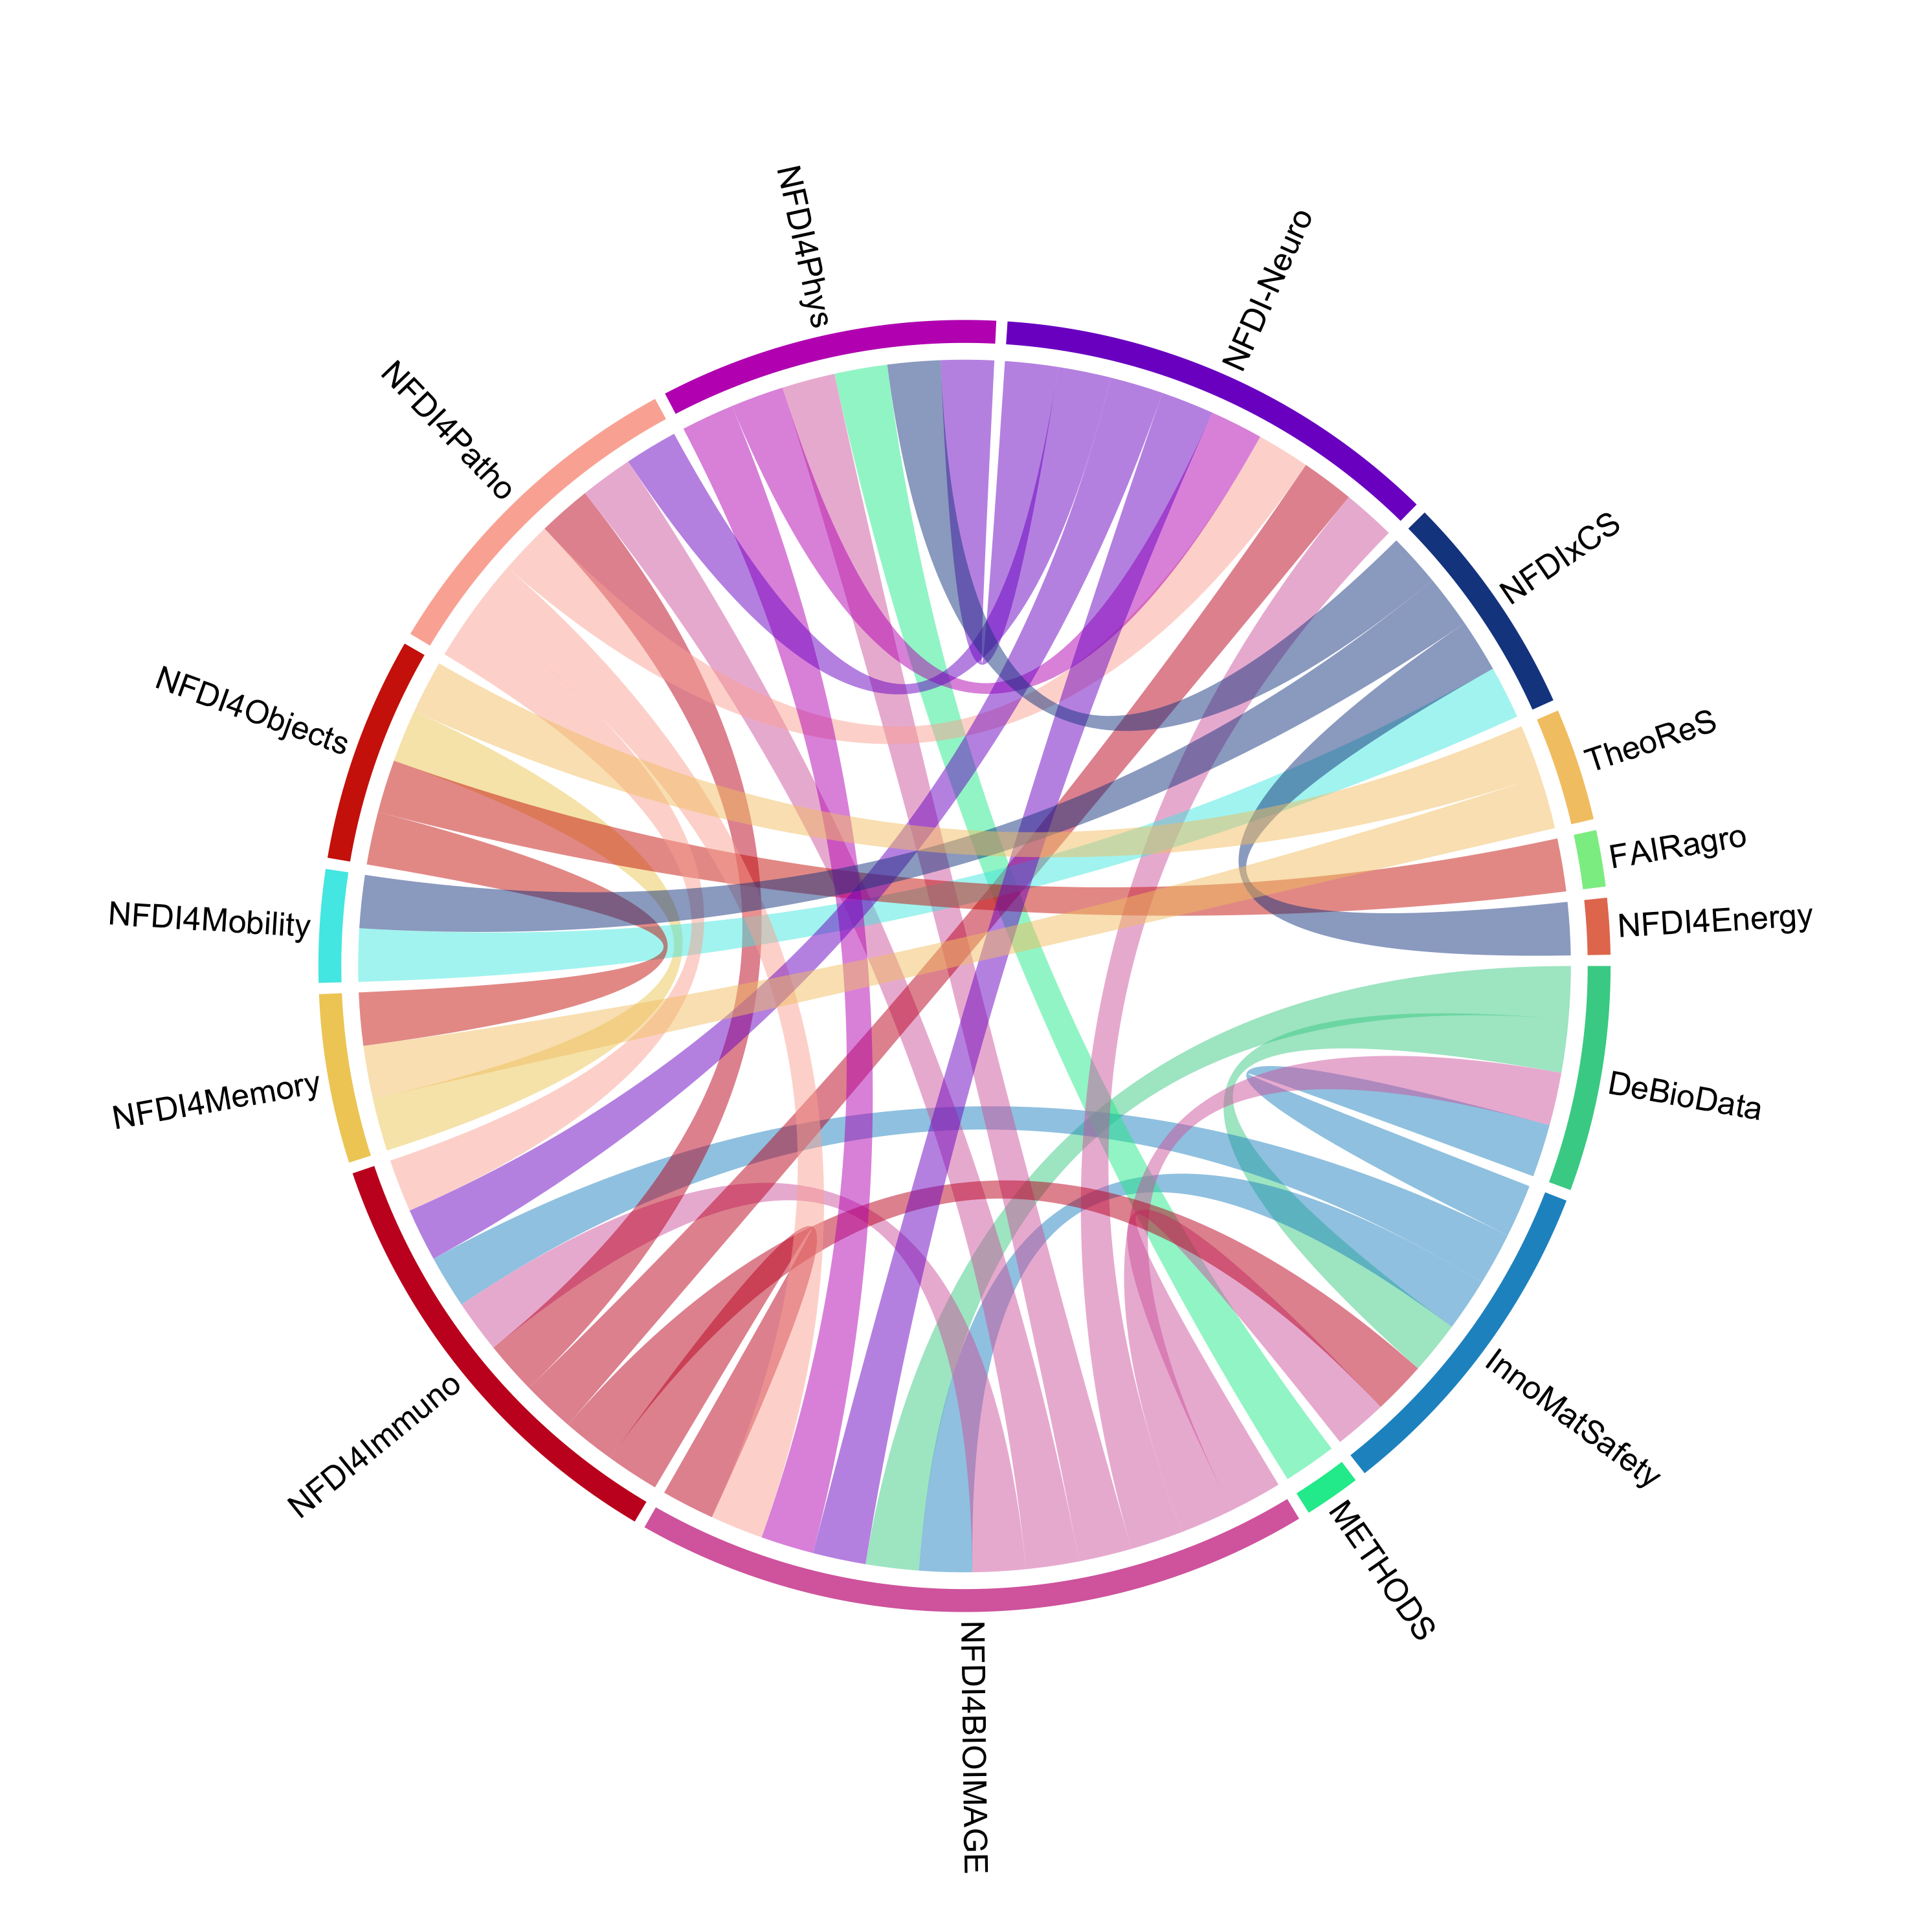 NFDI4Phys
NFDI-Neuro
NFDI4Patho
NFDIxCS
NFDI4Objects
TheoReS
FAIRagro
NFDI4Mobility
NFDI4Energy
NFDI4Memory
DeBioData
NFDI4Immuno
InnoMatSafety
METHODS
NFDI4BIOIMAGE